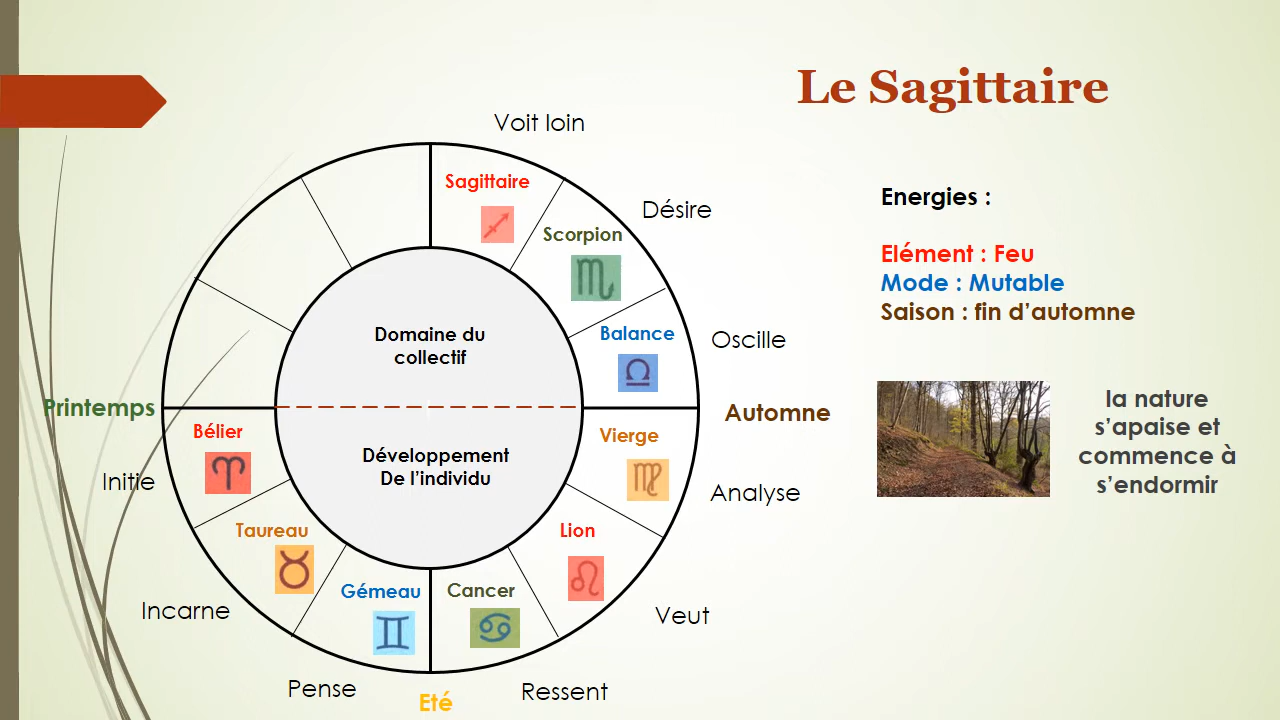 Le Sagittaire
Voit loin
Sagittaire
Désire
Scorpion
Oscille
Balance
Domaine du
collectif
Printemps
Automne
Bélier
Vierge
Développement
De l’individu
Initie
Analyse
Taureau
Lion
Gémeau
Cancer
Incarne
Veut
Pense
Eté
Ressent
Energies :
Elément : Feu
Mode : Mutable
Saison : fin d’automne
la nature
s’apaise et
commence à
s’endormir